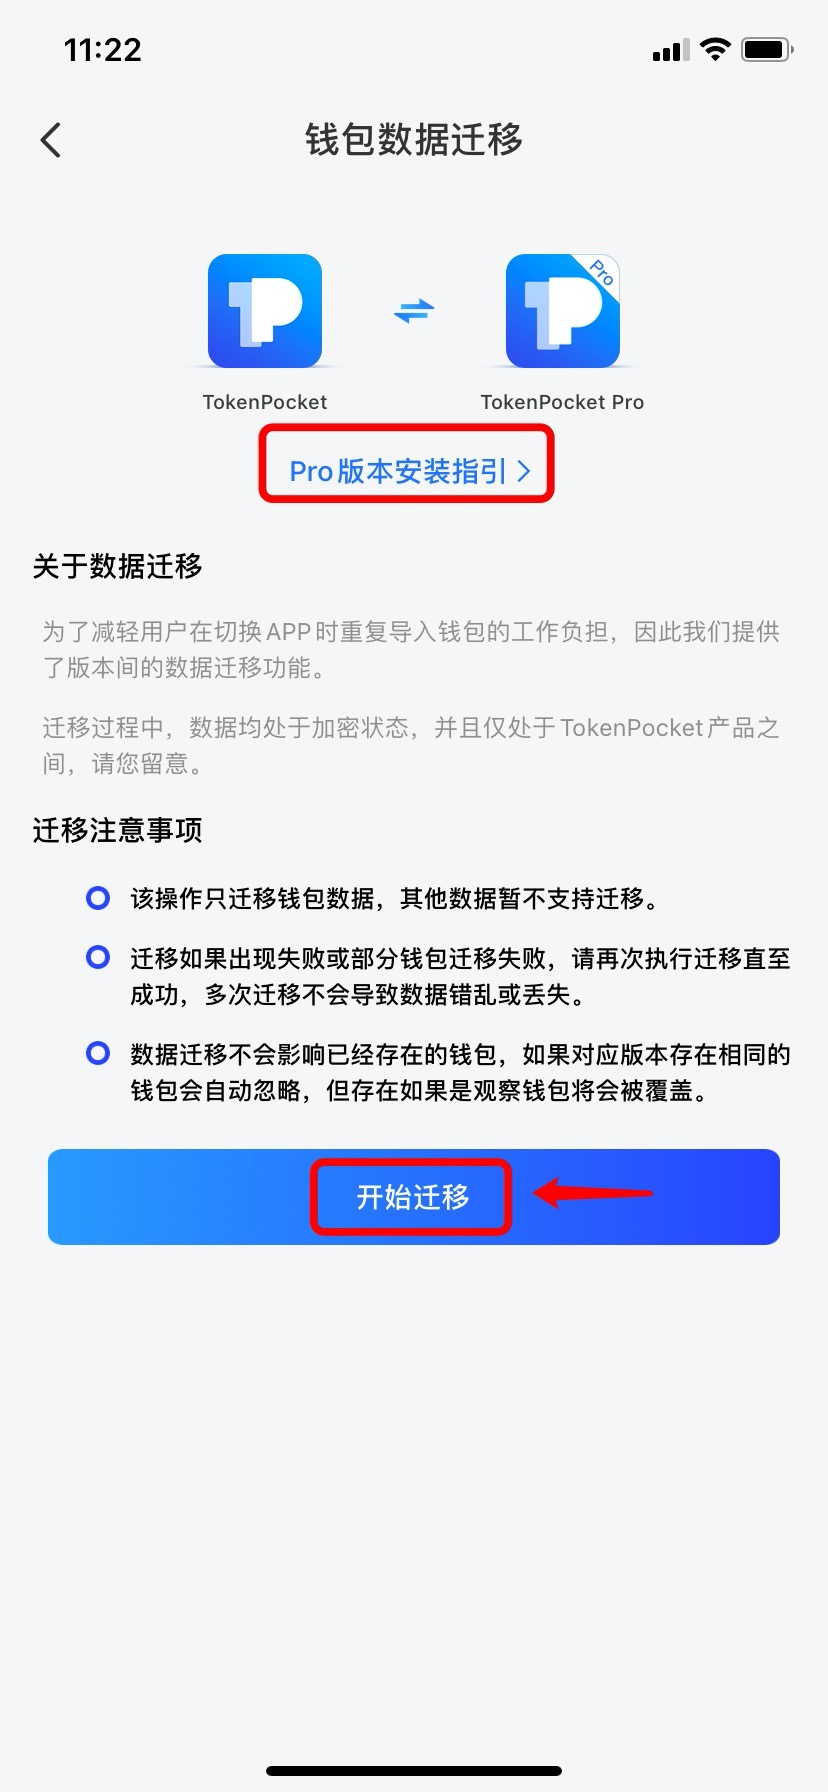 11:22
钱包数据迁移
Pro
TokenPocket
TokenPocket Pro
Pro版本安装指引
关于数据迁移
为了减轻用户在切换APP时重复导入钱包的工作负担，因此我们提供
了版本间的数据迁移功能。
迁移过程中，数据均处于加密状态，并且仅处于TokenPocket产品之
间，请您留意。
迁移注意事项
该操作只迁移钱包数据，其他数据暂不支持迁移。
迁移如果出现失败或部分钱包迁移失败，请再次执行迁移直至
成功，多次迁移不会导致数据错乱或丢失。
数据迁移不会影响已经存在的钱包，如果对应版本存在相同的
钱包会自动忽略，但存在如果是观察钱包将会被覆盖。
开始迁移